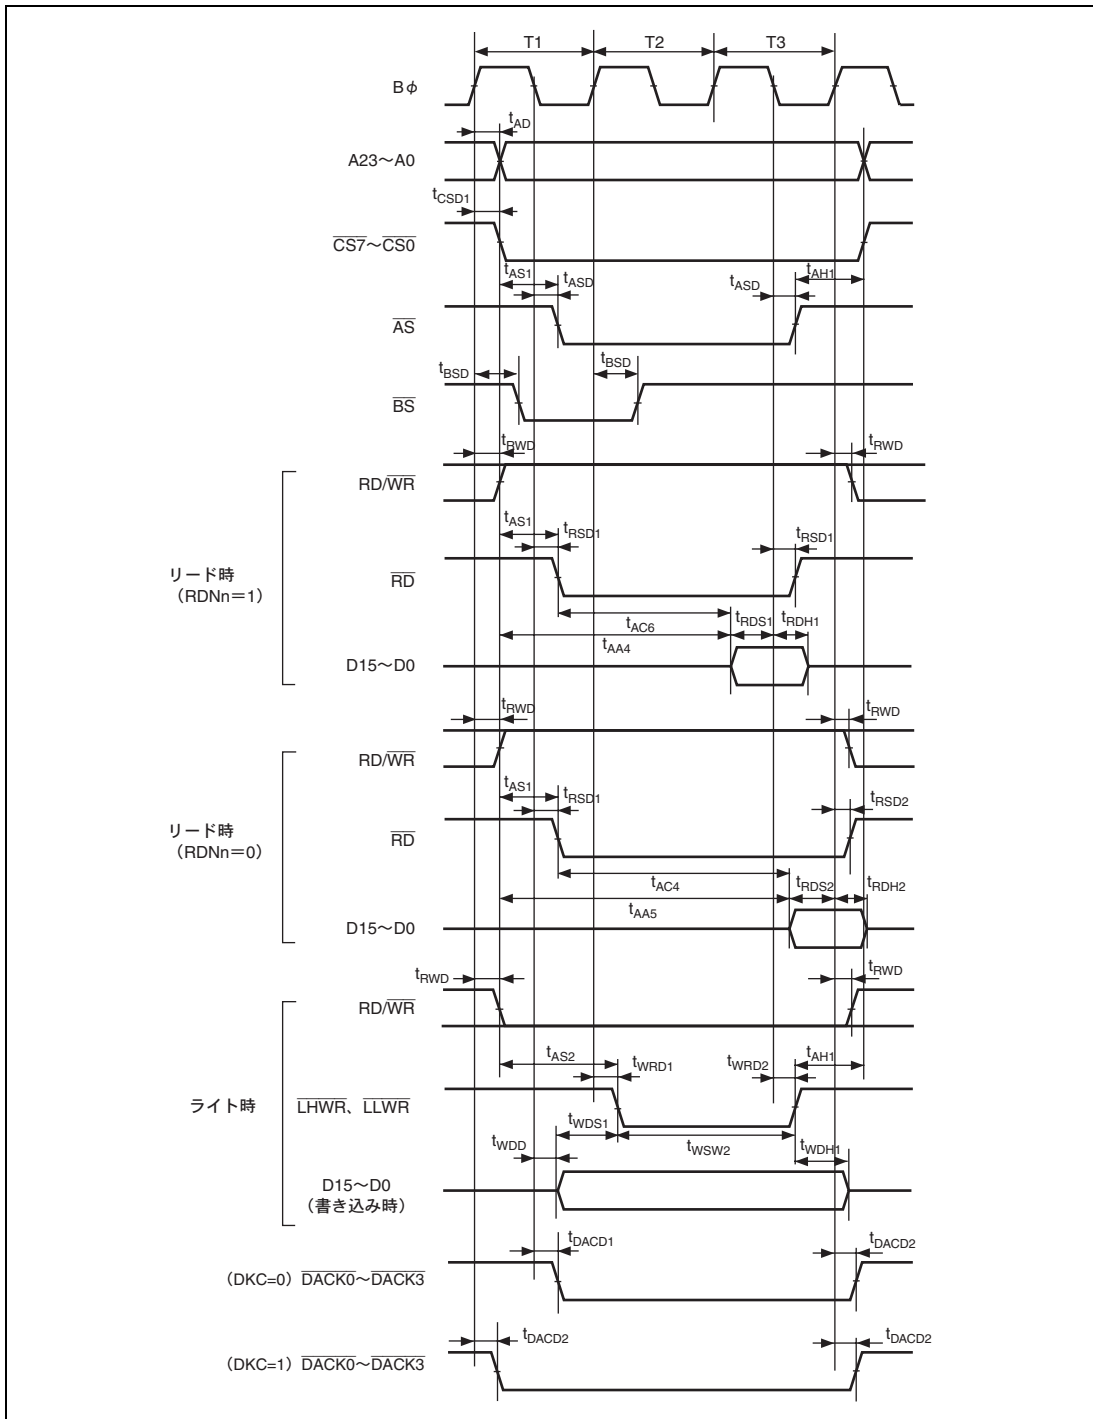 T1 T2 T3
Bφ
tAD
A23～A0
tCSD1
CS7～CS0
tAS1 tASD tASD tAH1
AS
tBSD tBSD
BS
tRWD tRWD
RD/WR
tAS1 tRSD1 tRSD1
リード時
（RDNn＝1）
RD
tAC6 tRDS1 tRDH1
tAA4
D15～D0
tRWD tRWD
RD/WR
tAS1 tRSD1 tRSD2
リード時
（RDNn＝0）
RD
tAC4 tRDS2 tRDH2
tAA5
D15～D0
tRWD tRWD
RD/WR
tAS2 tWRD1 tWRD2 tAH1
ライト時 LHWR、LLWR
tWDS1
tWDD tWSW2 tWDH1
D15～D0
（書き込み時）
tDACD1 tDACD2
（DKC=0）DACK0～DACK3
tDACD2 tDACD2
（DKC=1）DACK0～DACK3